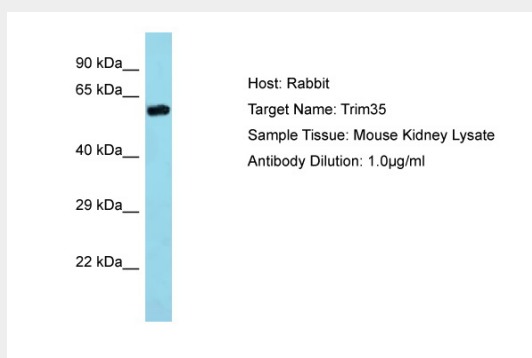 90 kDa
65 kDa
40 kDa
29 kDa
22 kDa
Host: Rabbit
Target Name: Trim35
Sample Tissue: Mouse Kidney Lysate
Antibody Dilution: 1.0µg/ml